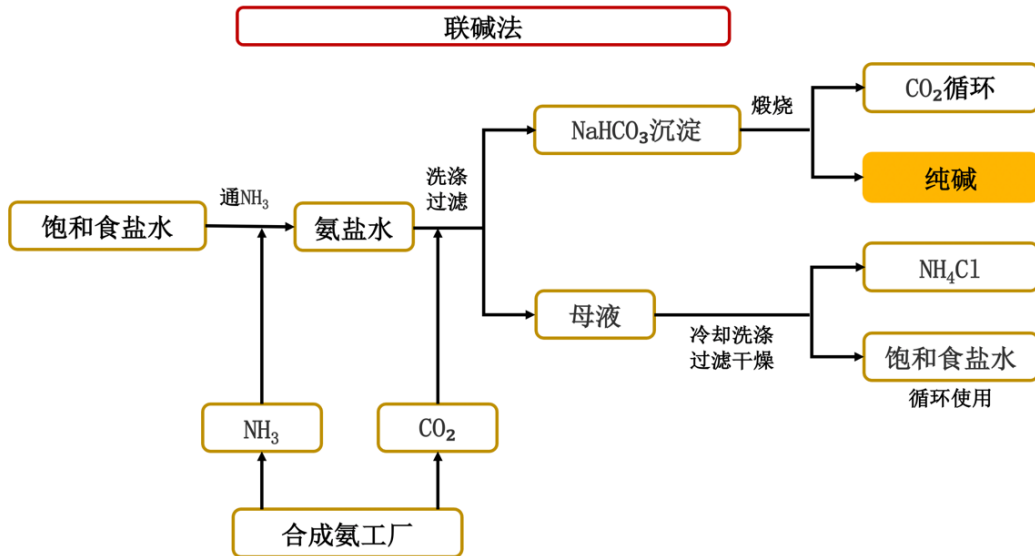 联碱法
CO₂循环
煅烧
NaHCO₃沉淀
洗涤
过滤
纯碱
通NH₃
饱和食盐水
氨盐水
NH₄Cl
母液
冷却洗涤
过滤干燥
饱和食盐水
循环使用
NH₃
CO₂
合成氨工厂